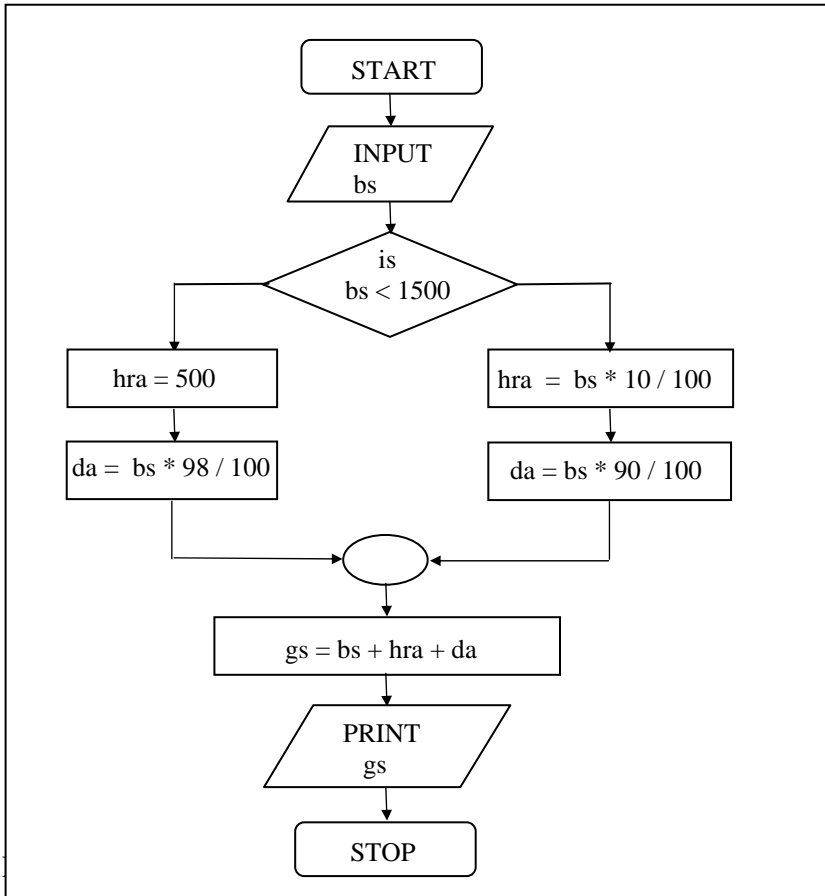 START
INPUT
bs
is
bs < 1500
hra = 500
hra = bs * 10 / 100
da = bs * 98 / 100
da = bs * 90 / 100
gs = bs + hra + da
PRINT
gs
STOP